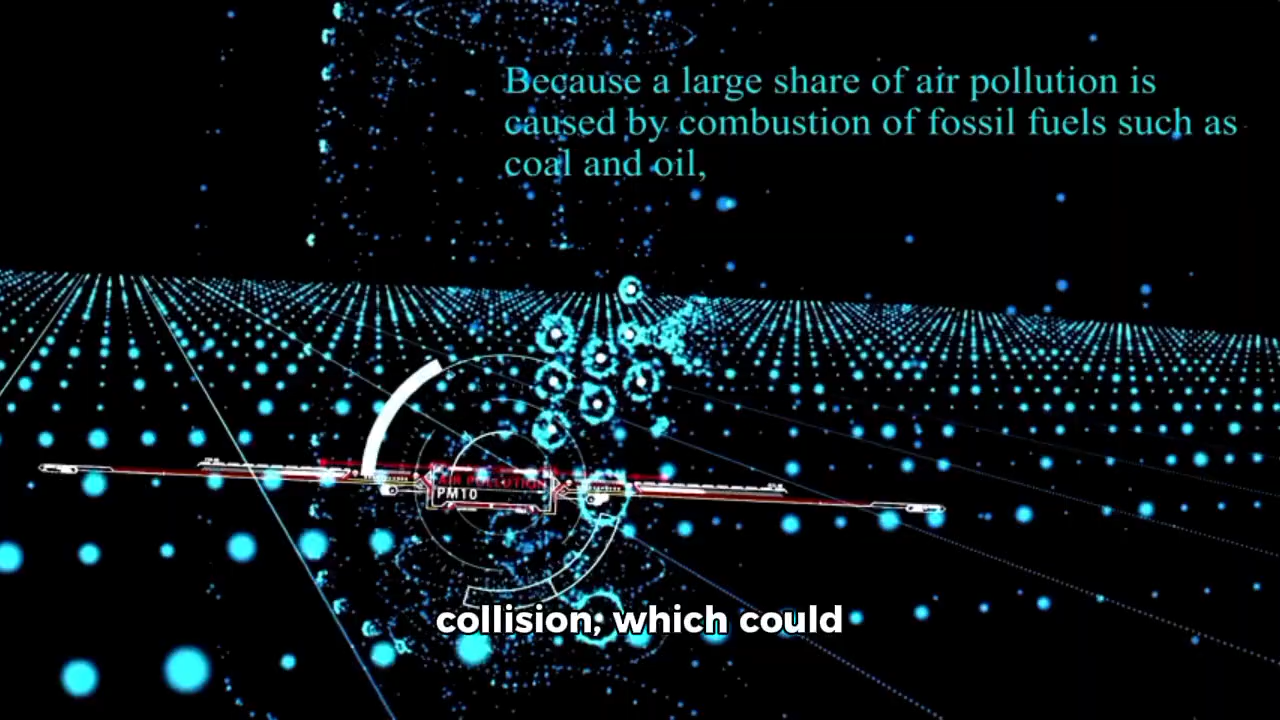 Because a large share of air pollution is
caused by combustion of fossil fuels such as
coal and oil,
AIR POLLUTION
PM10
collision, which could